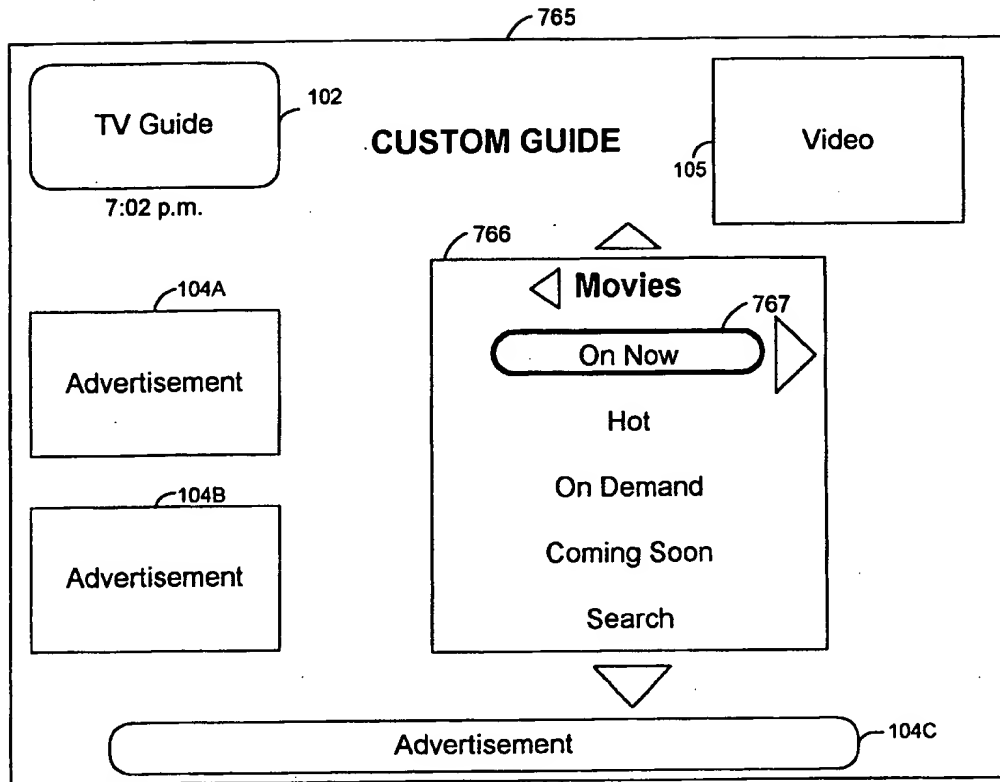 765
TV Guide
102
CUSTOM GUIDE
105
Video
7:02 p.m.
766
Movies
767
On Now
Hot
On Demand
Coming Soon
Search
104A
Advertisement
104B
Advertisement
Advertisement
104C